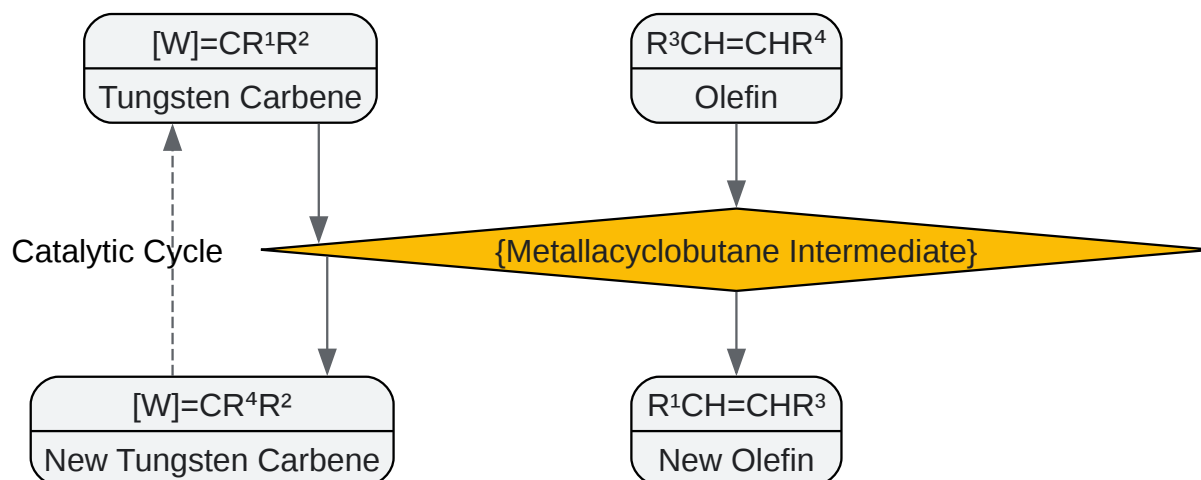 [W]=CR¹R²
Tungsten Carbene
R³CH=CHR⁴
Olefin
Catalytic Cycle
{Metallacyclobutane Intermediate}
[W]=CR⁴R²
New Tungsten Carbene
R¹CH=CHR³
New Olefin